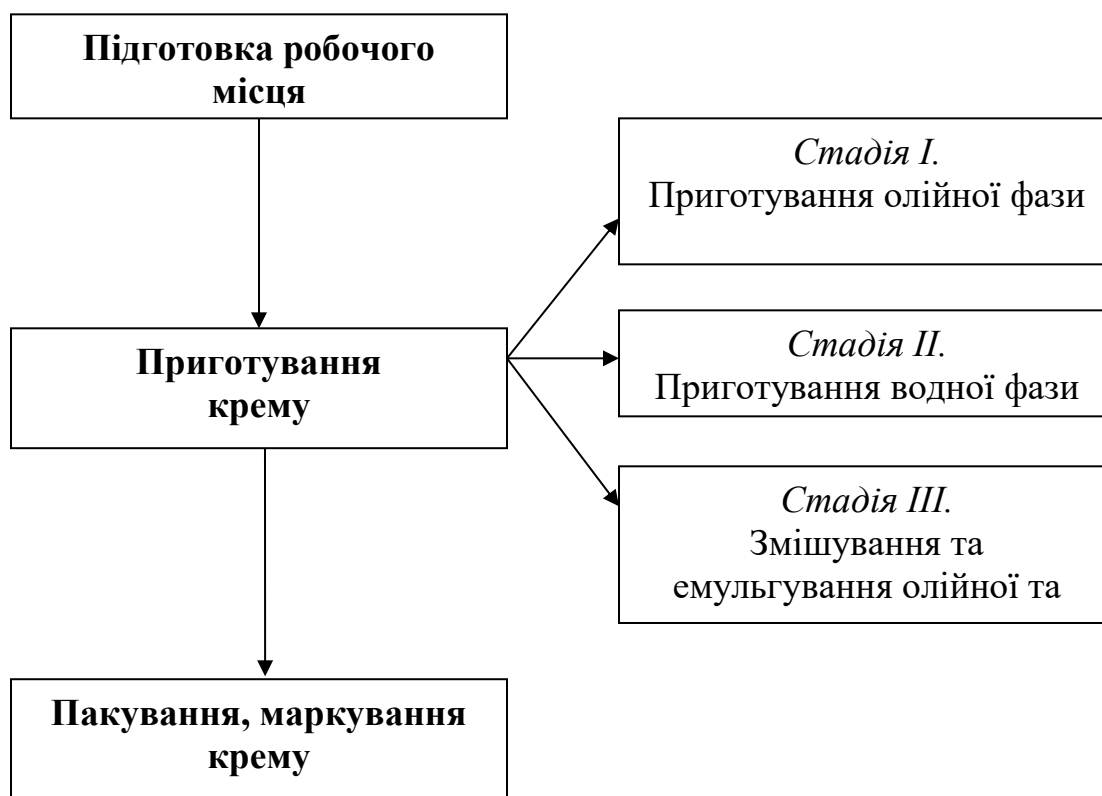 Підготовка робочого
місця
Стадія I.
Приготування олійної фази
Приготування
крему
Стадія II.
Приготування водної фази
Стадія III.
Змішування та
емульгування олійної та
Пакування, маркування
крему